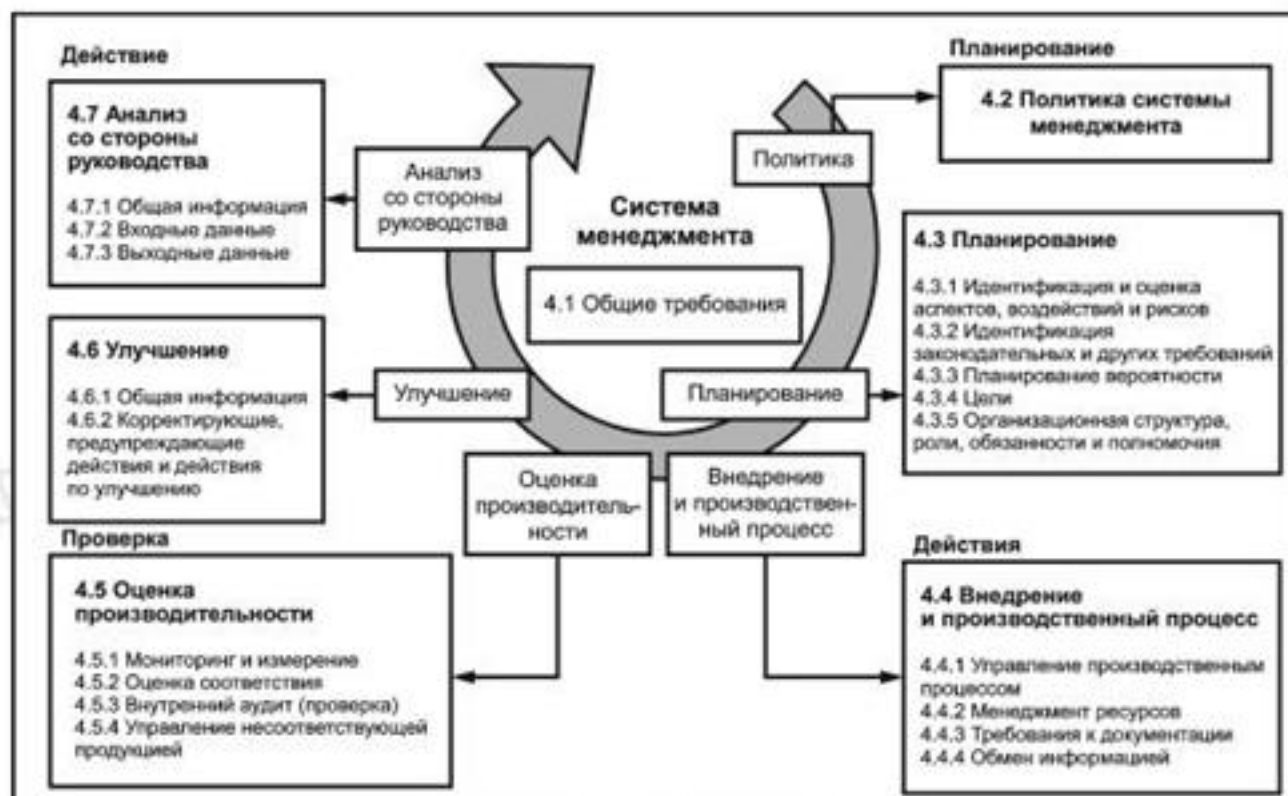 Действие
4.7 Анализ
со стороны
руководства
4.7.1 Общая информация
4.7.2 Входные данные
4.7.3 Выходные данные
4.6 Улучшение
4.6.1 Общая информация
4.6.2 Корректирующие,
предупреждающие
действия и действия
по улучшению
Проверка
4.5 Оценка
производительности
4.5.1 Мониторинг и измерение
4.5.2 Оценка соответствия
4.5.3 Внутренний аудит (проверка)
4.5.4 Управление несоответствующей
продукцией
Анализ
со стороны
руководства
Улучшение
Оценка
производитель-
ности
Система
менеджмента
4.1 Общие требования
Политика
Планирование
Внедрение
и производствен-
ный процесс
Планирование
4.2 Политика системы
менеджмента
4.3 Планирование
4.3.1 Идентификация и оценка
аспектов, воздействий и рисков
4.3.2 Идентификация
законодательных и других требований
4.3.3 Планирование вероятности
4.3.4 Цели
4.3.5 Организационная структура,
роли, обязанности и полномочия
Действия
4.4 Внедрение
и производственный процесс
4.4.1 Управление производственным
процессом
4.4.2 Менеджмент ресурсов
4.4.3 Требования к документации
4.4.4 Обмен информацией